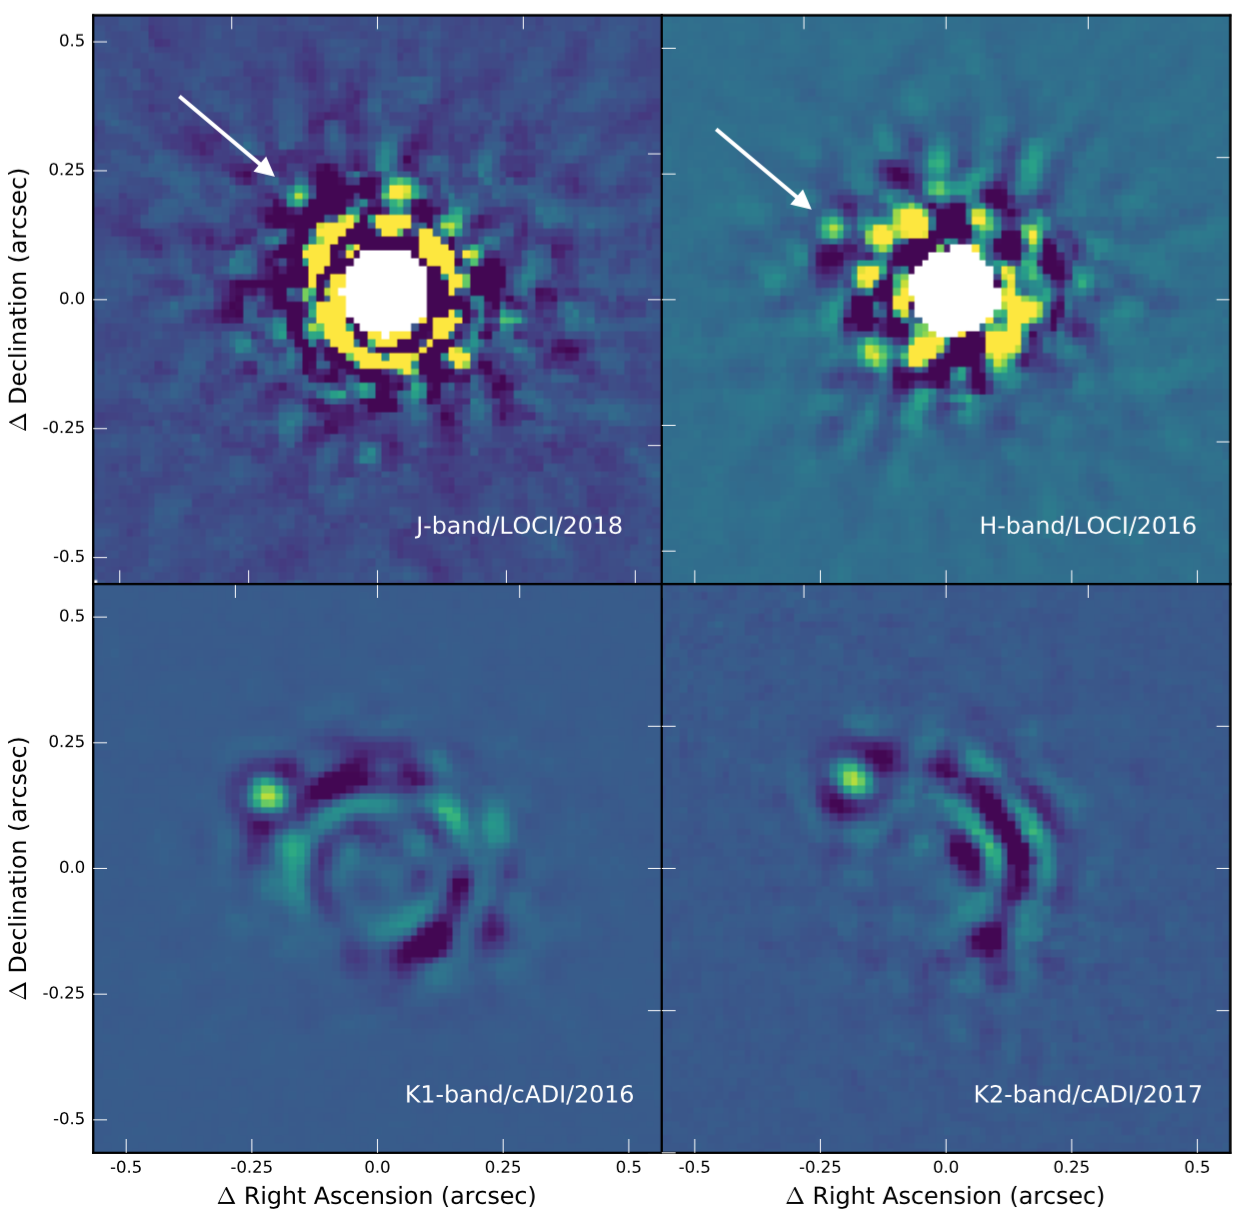 0.5
0.25
0.0
-0.25
-0.5
Δ Declination (arcsec)
J-band/LOCI/2018
H-band/LOCI/2016
0.5
0.25
0.0
-0.25
-0.5
Δ Declination (arcsec)
K1-band/cADI/2016
K2-band/cADI/2017
-0.5 -0.25 0.0 0.25 0.5
-0.5 -0.25 0.0 0.25 0.5
Δ Right Ascension (arcsec)
Δ Right Ascension (arcsec)